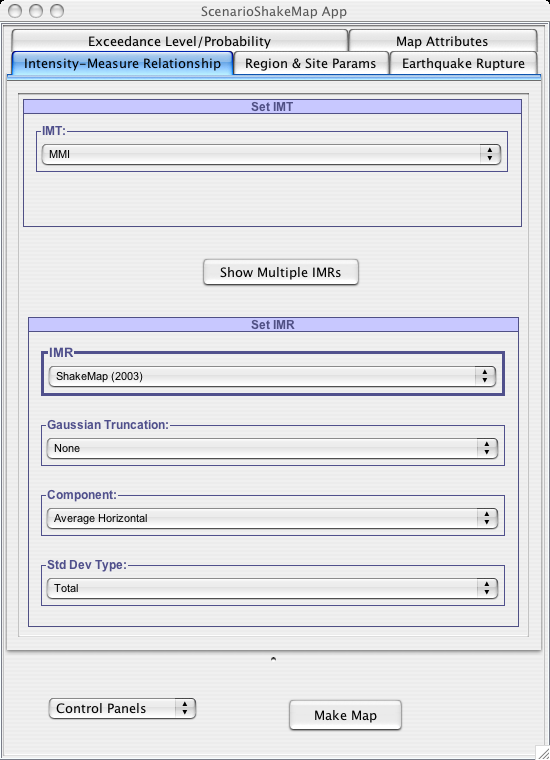 ScenarioShakeMap App
Exceedance Level/Probability
Map Attributes
Intensity-Measure Relationship
Region & Site Params
Earthquake Rupture
Set IMT
IMT:
MMI
Show Multiple IMRs
Set IMR
IMR
ShakeMap (2003)
Gaussian Truncation:
None
Component:
Average Horizontal
Std Dev Type:
Total
Control Panels
Make Map